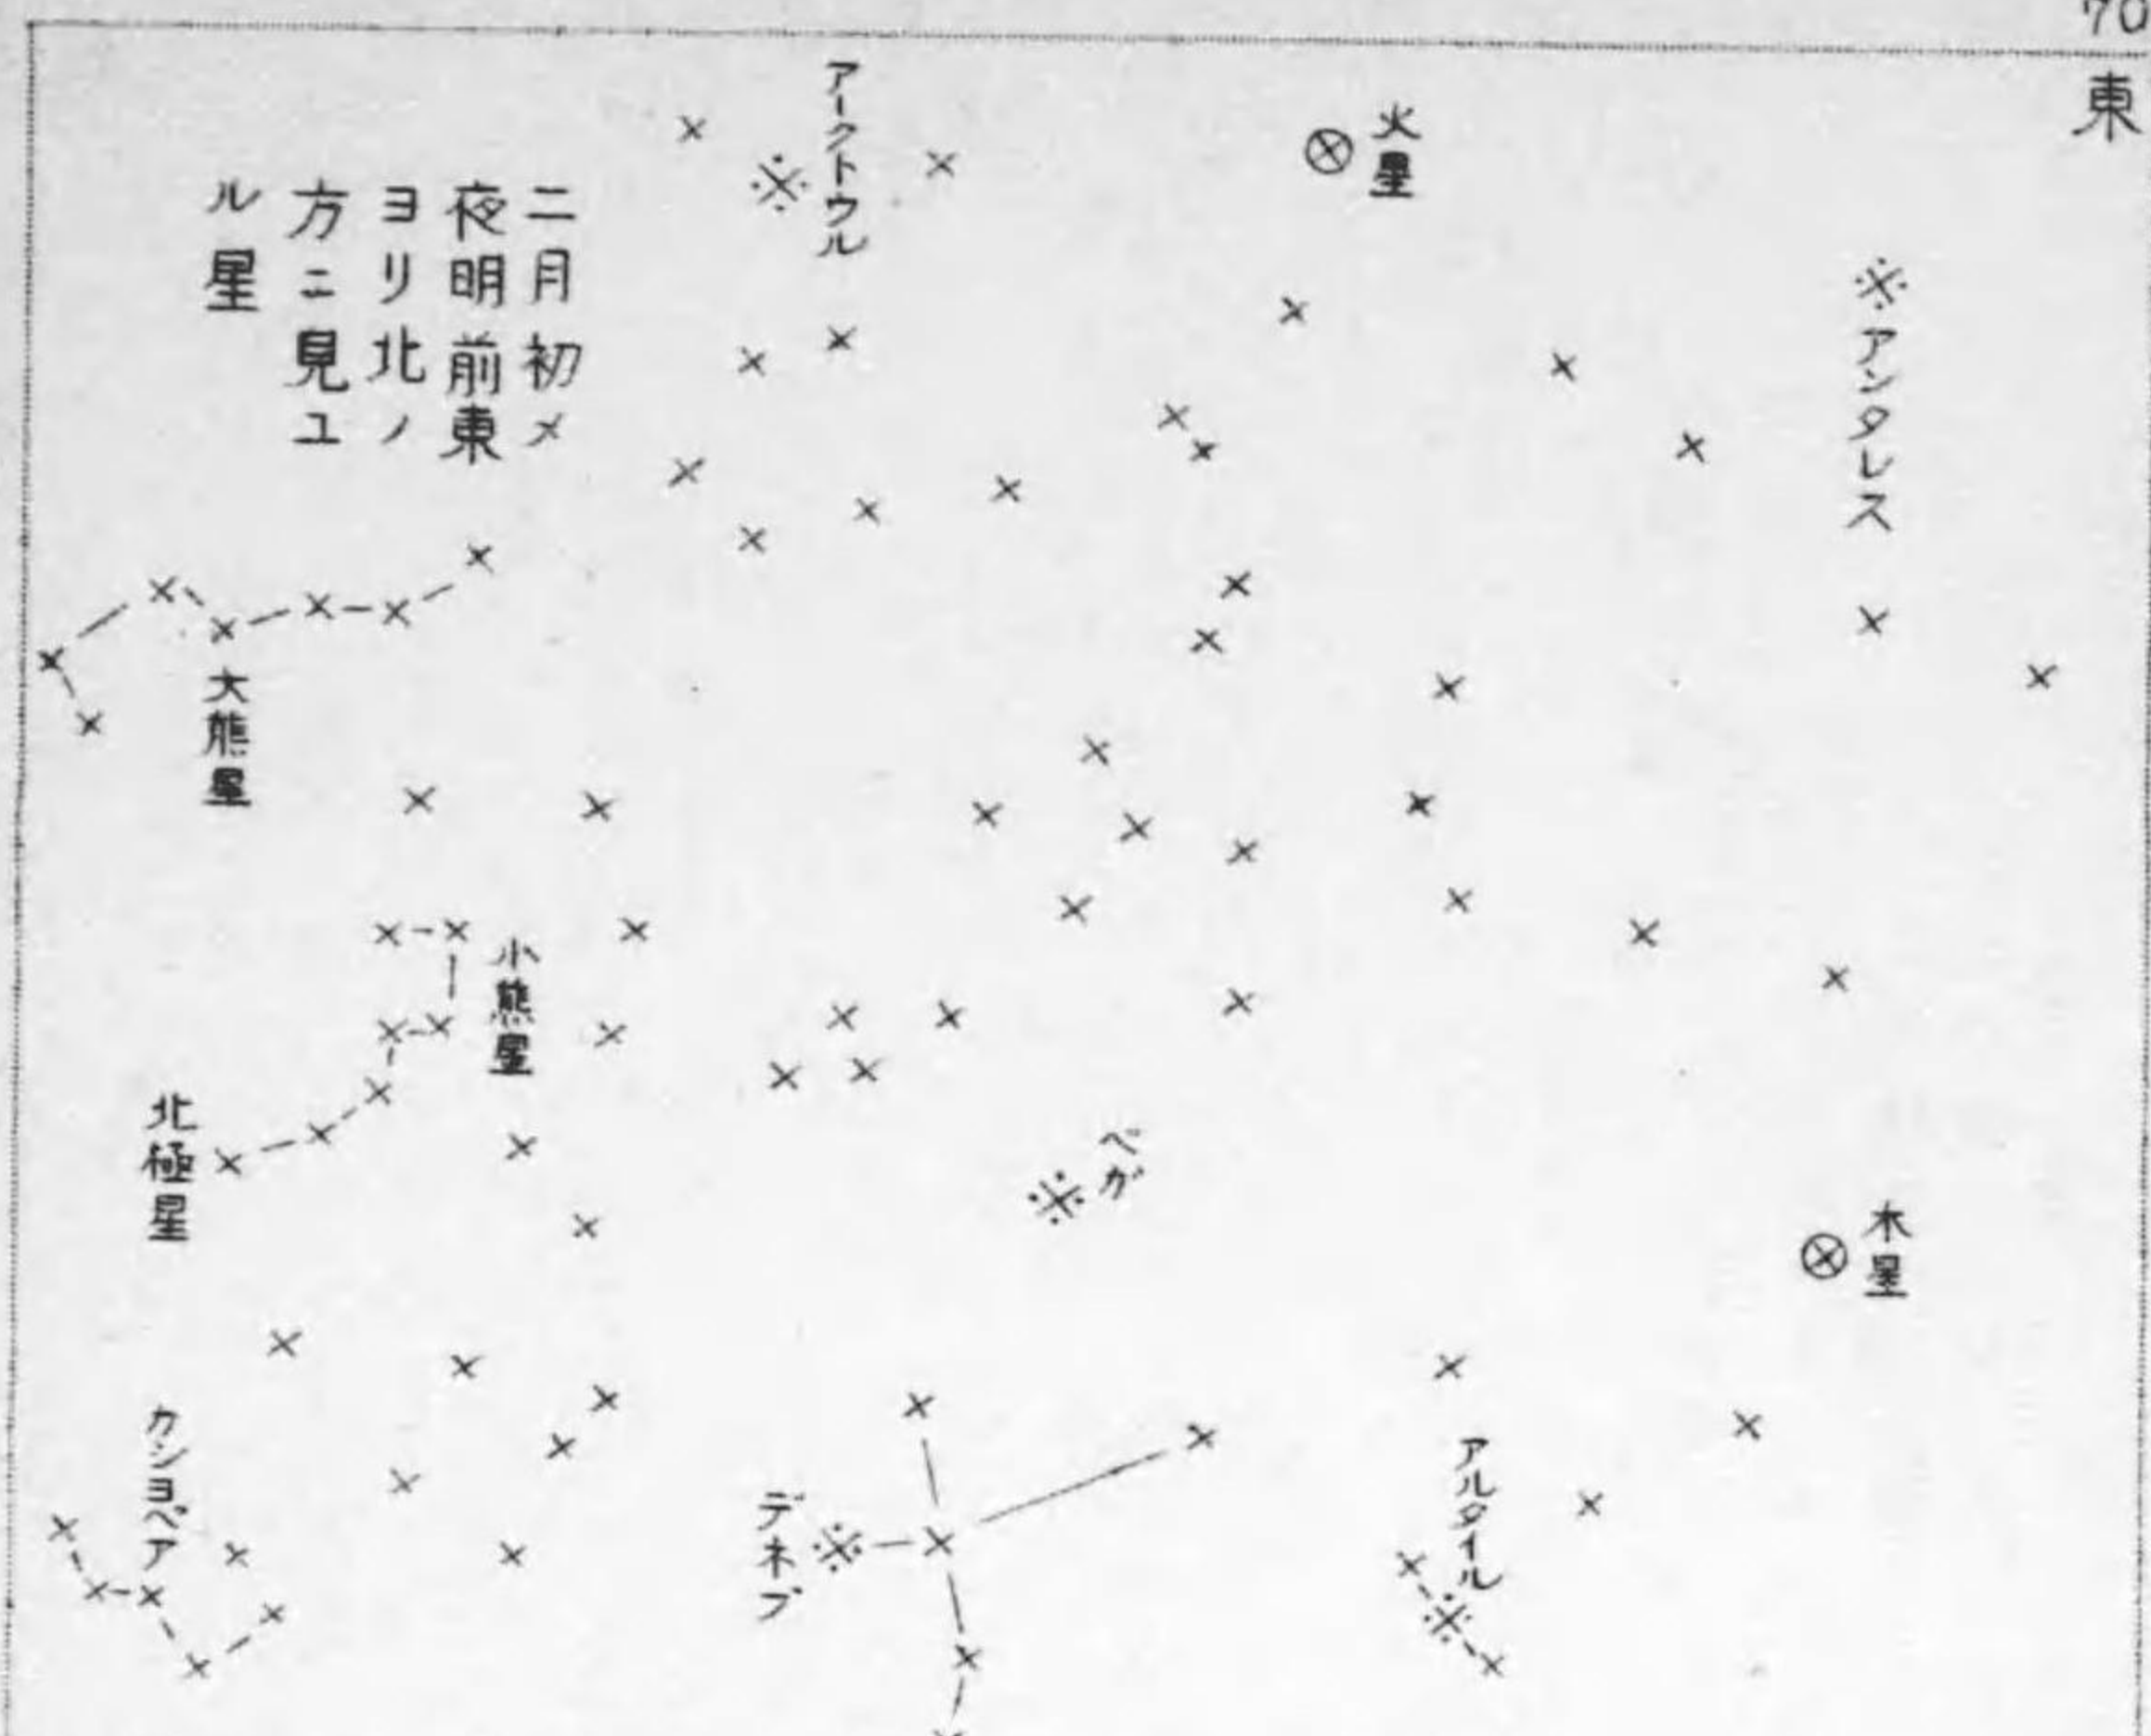 70
東
火星
アークトウル
アンタレス
二月初メ
夜明前東
ヨリ北ノ
方ニ見ユ
ル星
大熊星
小熊星
北極星
ベガ
木星
カシヨペア
デネブ
アルタイル